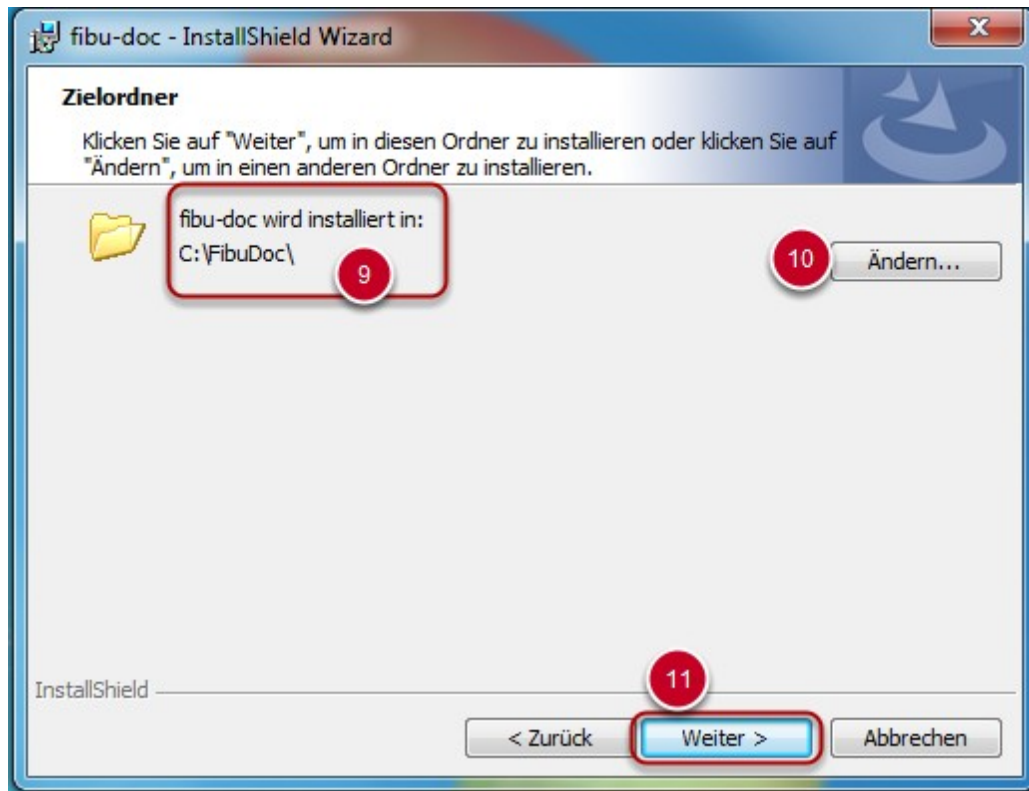 fibu-doc - InstallShield Wizard
Zielordner
Klicken Sie auf "Weiter", um in diesen Ordner zu installieren oder klicken Sie auf
"Ändern", um in einen anderen Ordner zu installieren.
fibu-doc wird installiert in:
C:\FibuDoc\
9
10
Ändern...
InstallShield
11
< Zurück
Weiter >
Abbrechen